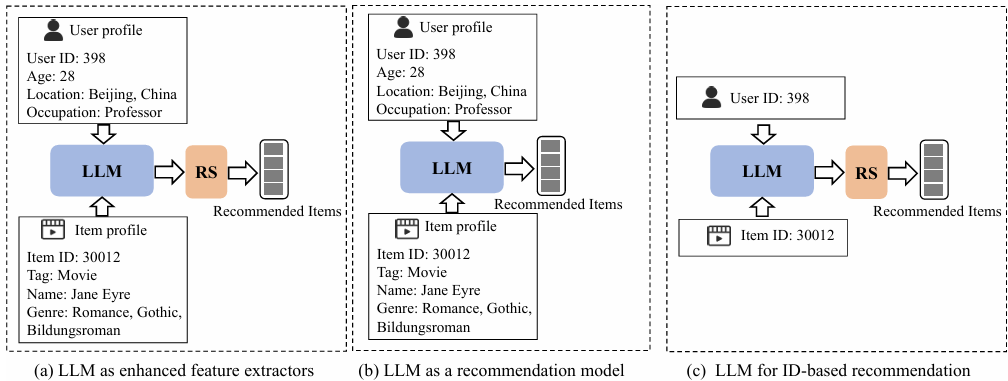 User profile
User ID: 398
Age: 28
Location: Beijing, China
Occupation: Professor
LLM
RS
Recommended Items
Item profile
Item ID: 30012
Tag: Movie
Name: Jane Eyre
Genre: Romance, Gothic,
Bildungsroman
(a) LLM as enhanced feature extractors
User profile
User ID: 398
Age: 28
Location: Beijing, China
Occupation: Professor
LLM
Recommended Items
Item profile
Item ID: 30012
Tag: Movie
Name: Jane Eyre
Genre: Romance, Gothic,
Bildungsroman
(b) LLM as a recommendation model
User ID: 398
LLM
RS
Recommended Items
Item ID: 30012
(c) LLM for ID-based recommendation